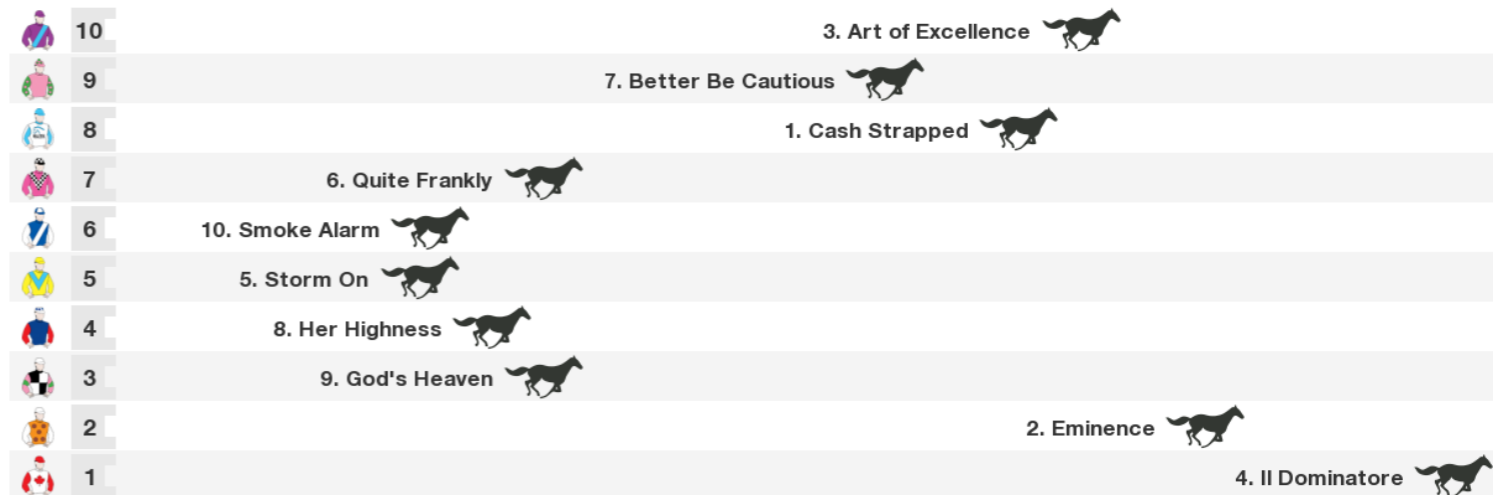 10 3. Art of Excellence
9 7. Better Be Cautious
8 1. Cash Strapped
7 6. Quite Frankly
6 10. Smoke Alarm
5 5. Storm On
4 8. Her Highness
3 9. God's Heaven
2 2. Eminence
1 4. Il Dominatore